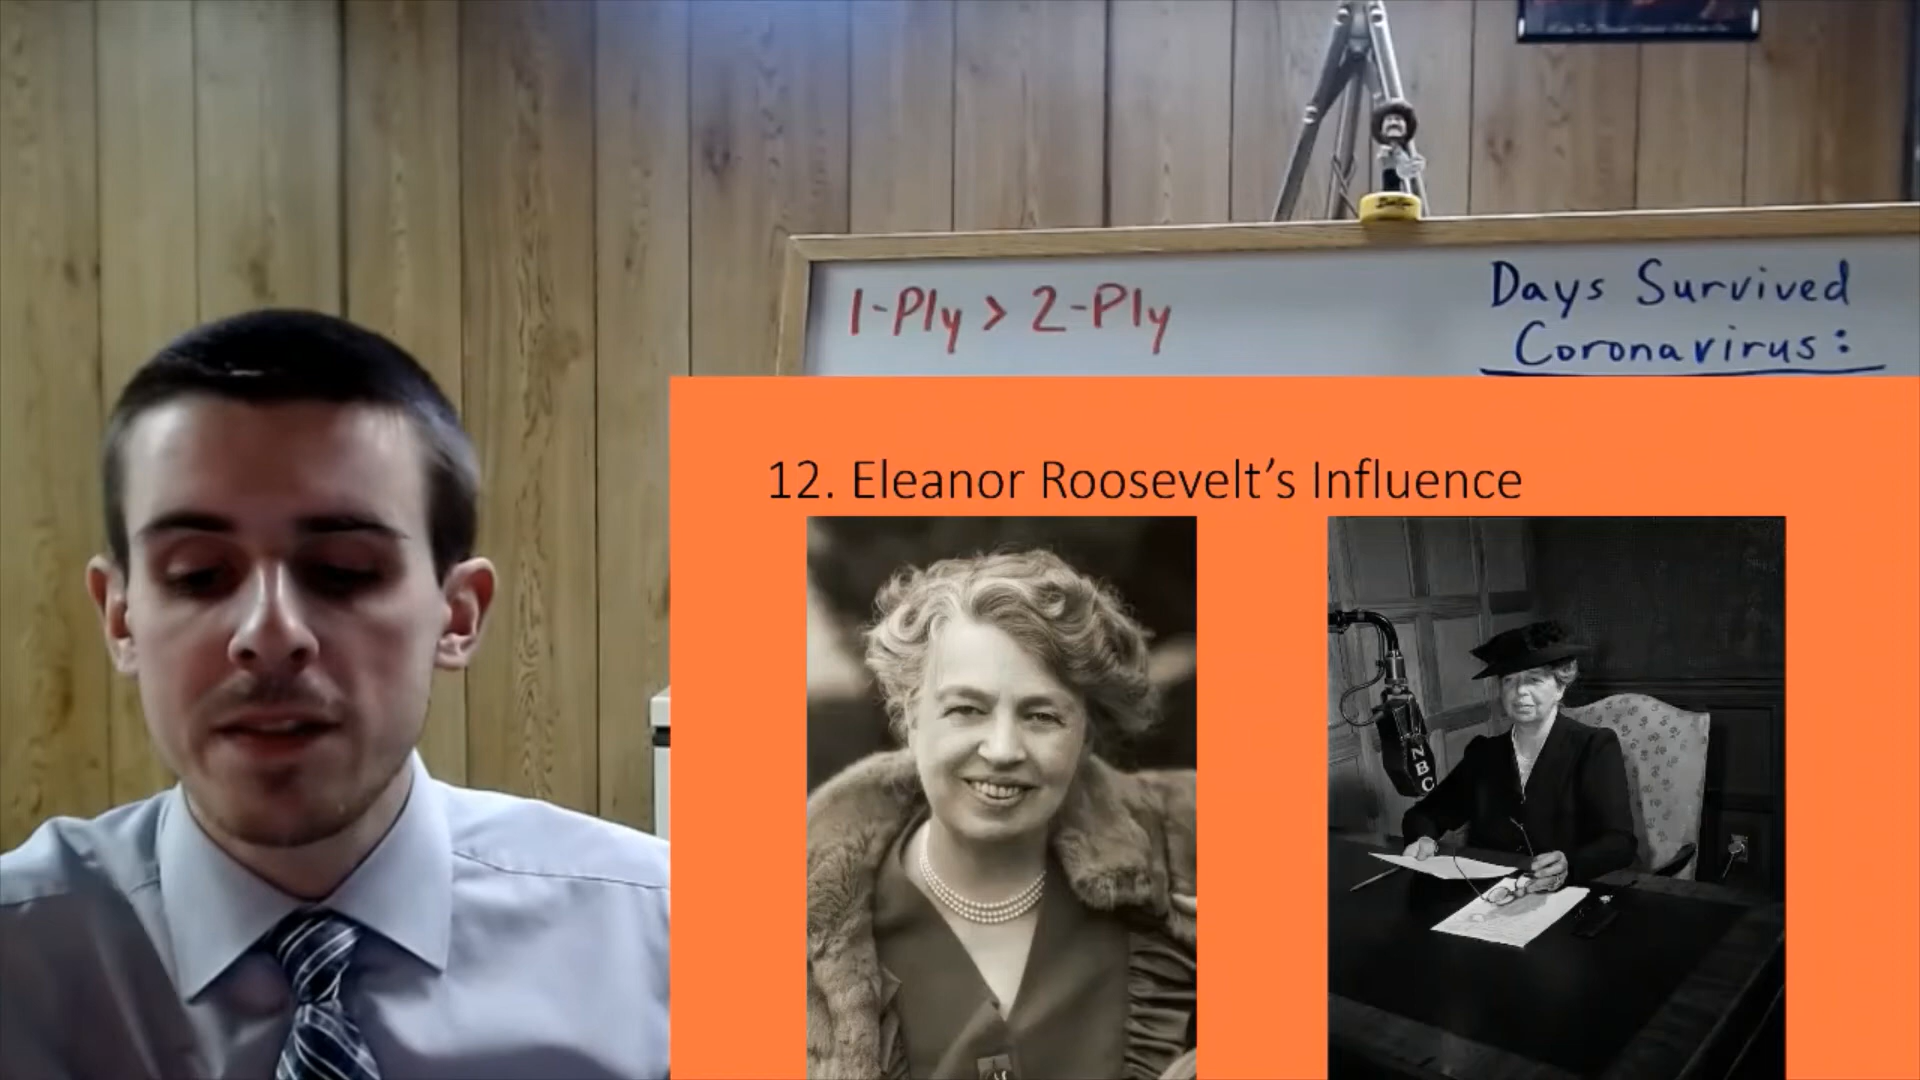 1-Ply > 2-Ply
Days Survived
Coronavirus:
12. Eleanor Roosevelt's Influence
NBC